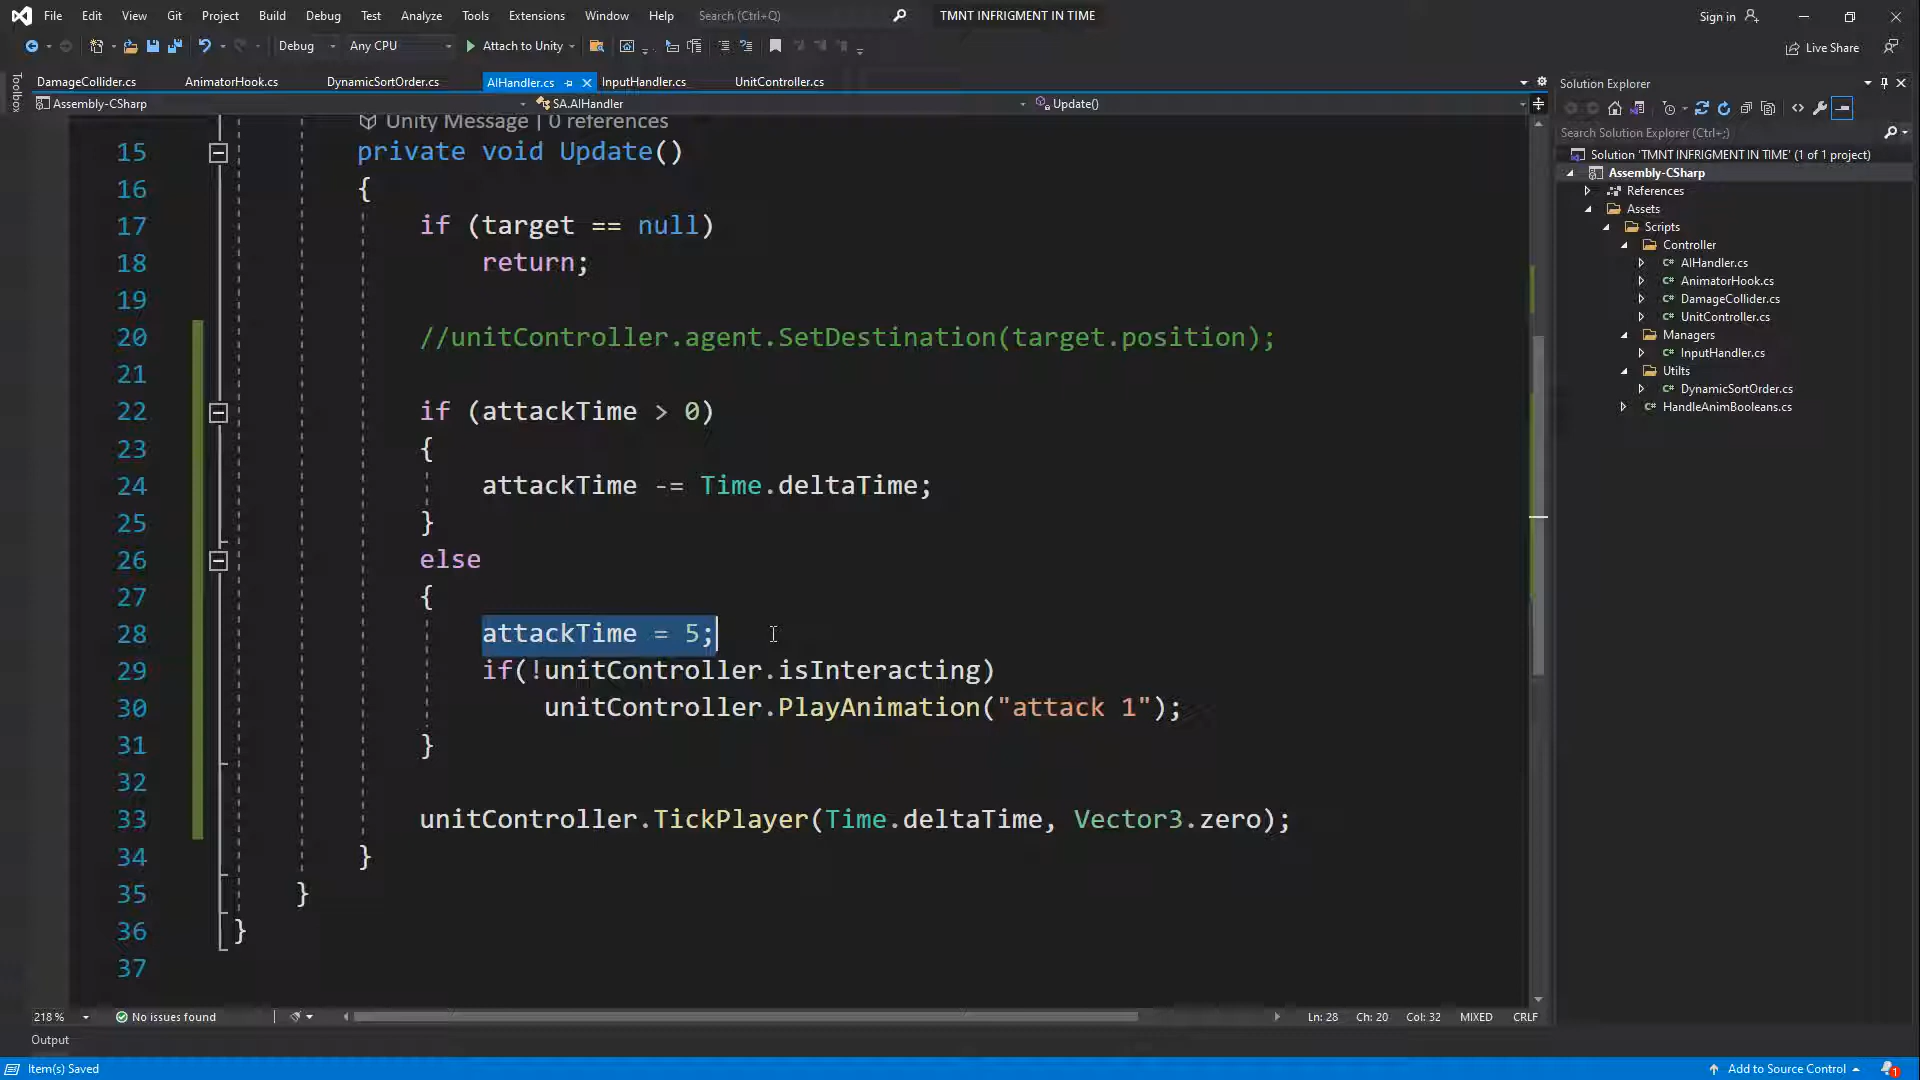 File Edit View Git Project Build Debug Test Analyze Tools Extensions Window Help Search (Ctrl+Q) TMNT INFRIGMENT IN TIME Sign in
Debug Any CPU Attach to Unity Live Share
Toolbox
DamageCollider.cs AnimatorHook.cs DynamicSortOrder.cs AIHandler.cs InputHandler.cs UnitController.cs
Assembly-CSharp SA.AIHandler Update()
Unity Message | 0 references
15 private void Update()
16 {
17 if (target == null)
18 return;
19
20 //unitController.agent.SetDestination(target.position);
21
22 if (attackTime > 0)
23 {
24 attackTime -= Time.deltaTime;
25 }
26 else
27 {
28 attackTime = 5;
29 if(!unitController.isInteracting)
30 unitController.PlayAnimation("attack 1");
31 }
32
33 unitController.TickPlayer(Time.deltaTime, Vector3.zero);
34 }
35 }
36 }
37
218 % No issues found Ln: 28 Ch: 20 Col: 32 MIXED CRLF
Output
Item(s) Saved Add to Source Control 1
Solution Explorer
Search Solution Explorer (Ctrl+;)
Solution 'TMNT INFRIGMENT IN TIME' (1 of 1 project)
Assembly-CSharp
References
Assets
Scripts
Controller
C# AIHandler.cs
C# AnimatorHook.cs
C# DamageCollider.cs
C# UnitController.cs
Managers
C# InputHandler.cs
Utilts
C# DynamicSortOrder.cs
C# HandleAnimBooleans.cs